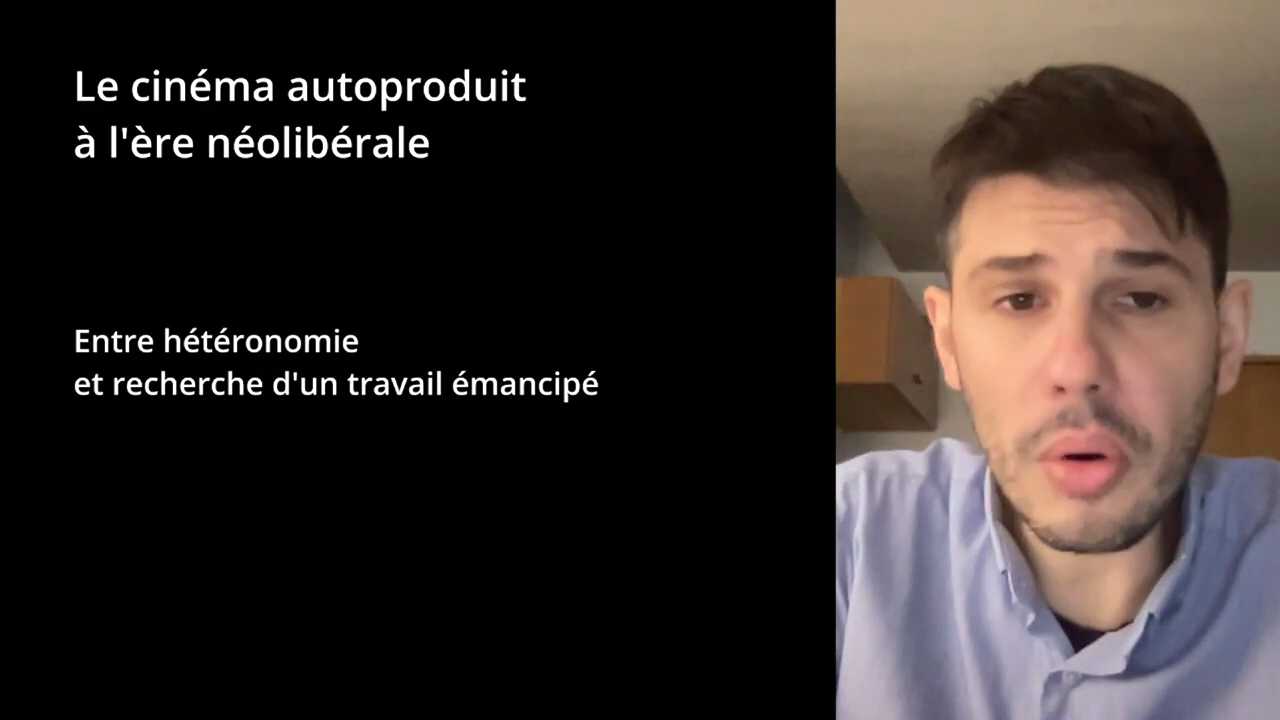 Le cinéma autoproduit
à l'ère néolibérale
Entre hétéronomie
et recherche d'un travail émancipé